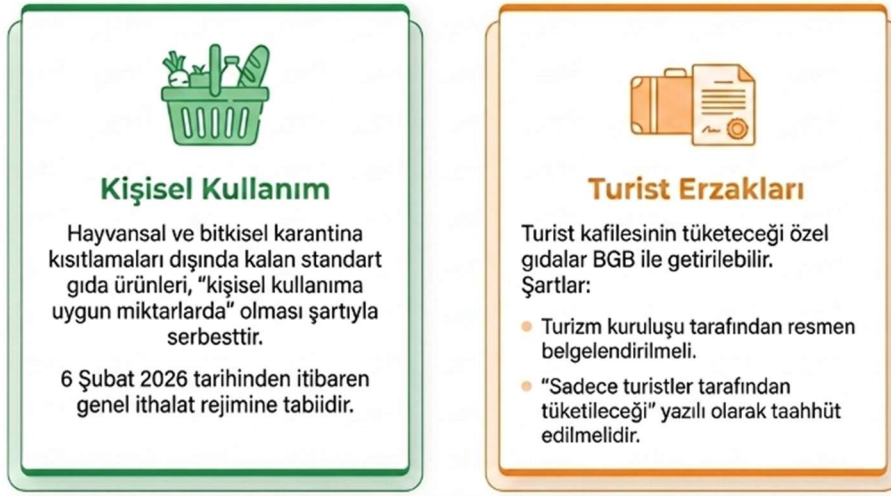 Kişisel Kullanım
Hayvansal ve bitkisel karantina
kısıtlamaları dışında kalan standart
gıda ürünleri, “kişisel kullanıma
uygun miktarlarda” olması şartıyla
serbesttir.
6 Şubat 2026 tarihinden itibaren
genel ithalat rejimine tabiidir.
Turist Erzakları
Turist kafilesinin tüketeceği özel
gıdalar BGB ile getirilebilir.
Şartlar:
Turizm kuruluşu tarafından resmen
belgelendirilmeli.
“Sadece turistler tarafından
tüketileceği” yazılı olarak taahhüt
edilmelidir.